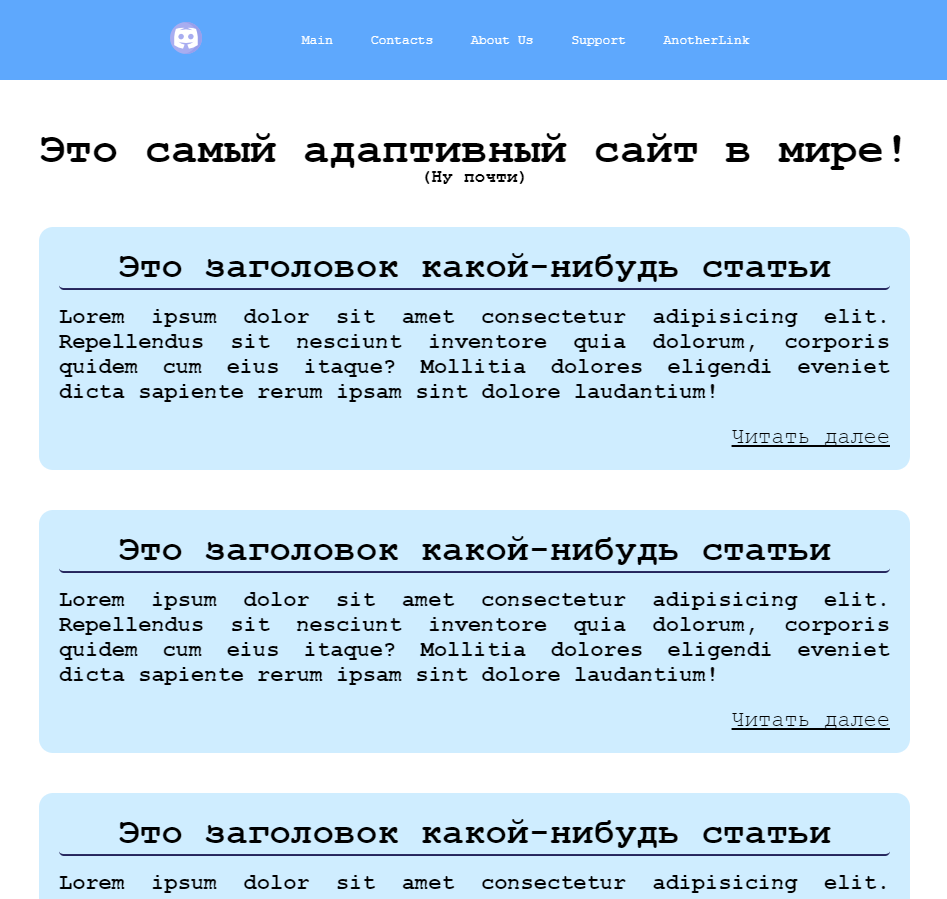 Main Contacts About Us Support AnotherLink
Это самый адаптивный сайт в мире!
(Ну почти)
Это заголовок какой-нибудь статьи
Lorem ipsum dolor sit amet consectetur adipisicing elit.
Repellendus sit nesciunt inventore quia dolorum, corporis
quidem cum eius itaque? Mollitia dolores eligendi eveniet
dicta sapiente rerum ipsam sint dolore laudantium!
Читать далее
Это заголовок какой-нибудь статьи
Lorem ipsum dolor sit amet consectetur adipisicing elit.
Repellendus sit nesciunt inventore quia dolorum, corporis
quidem cum eius itaque? Mollitia dolores eligendi eveniet
dicta sapiente rerum ipsam sint dolore laudantium!
Читать далее
Это заголовок какой-нибудь статьи
Lorem ipsum dolor sit amet consectetur adipisicing elit.